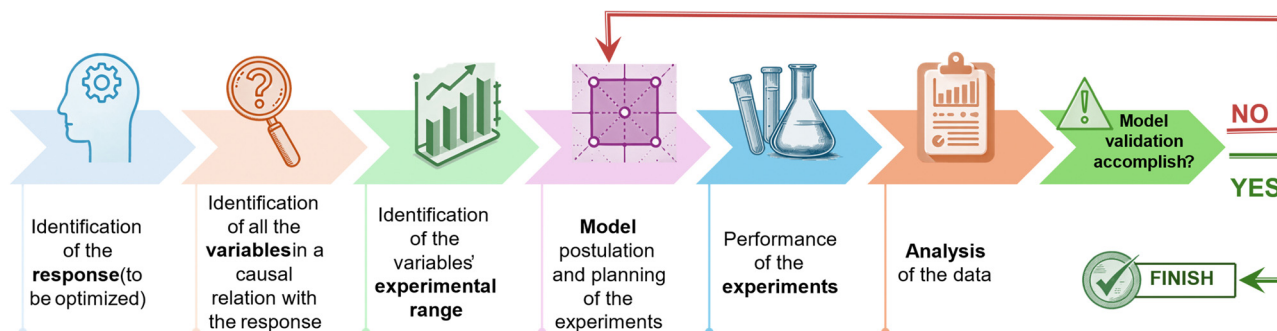 Identification
of the
response(to
be optimized)
Identification
of all the
variables in a
causal
relation with
the response
Identification
of the
variables'
experimental
range
Model
postulation
and planning
of the
experiments
Performance
of the
experiments
Analysis
of the data
Model
validation
accomplish?
NO
YES
FINISH